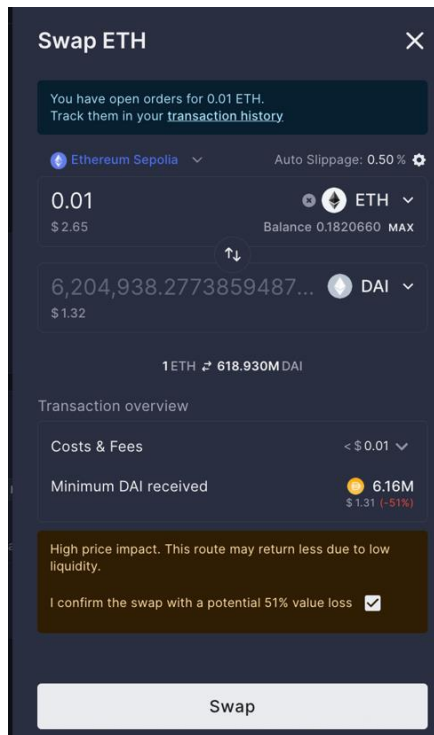 Swap ETH
You have open orders for 0.01 ETH.
Track them in your transaction history
Ethereum Sepolia Auto Slippage: 0.50 %
0.01 ETH
$ 2.65 Balance 0.1820660 MAX
6,204,938.2773859487... DAI
$ 1.32
1 ETH ⇄ 618.930M DAI
Transaction overview
Costs & Fees < $ 0.01
Minimum DAI received 6.16M
$ 1.31 (-51%)
High price impact. This route may return less due to low
liquidity.
I confirm the swap with a potential 51% value loss
Swap